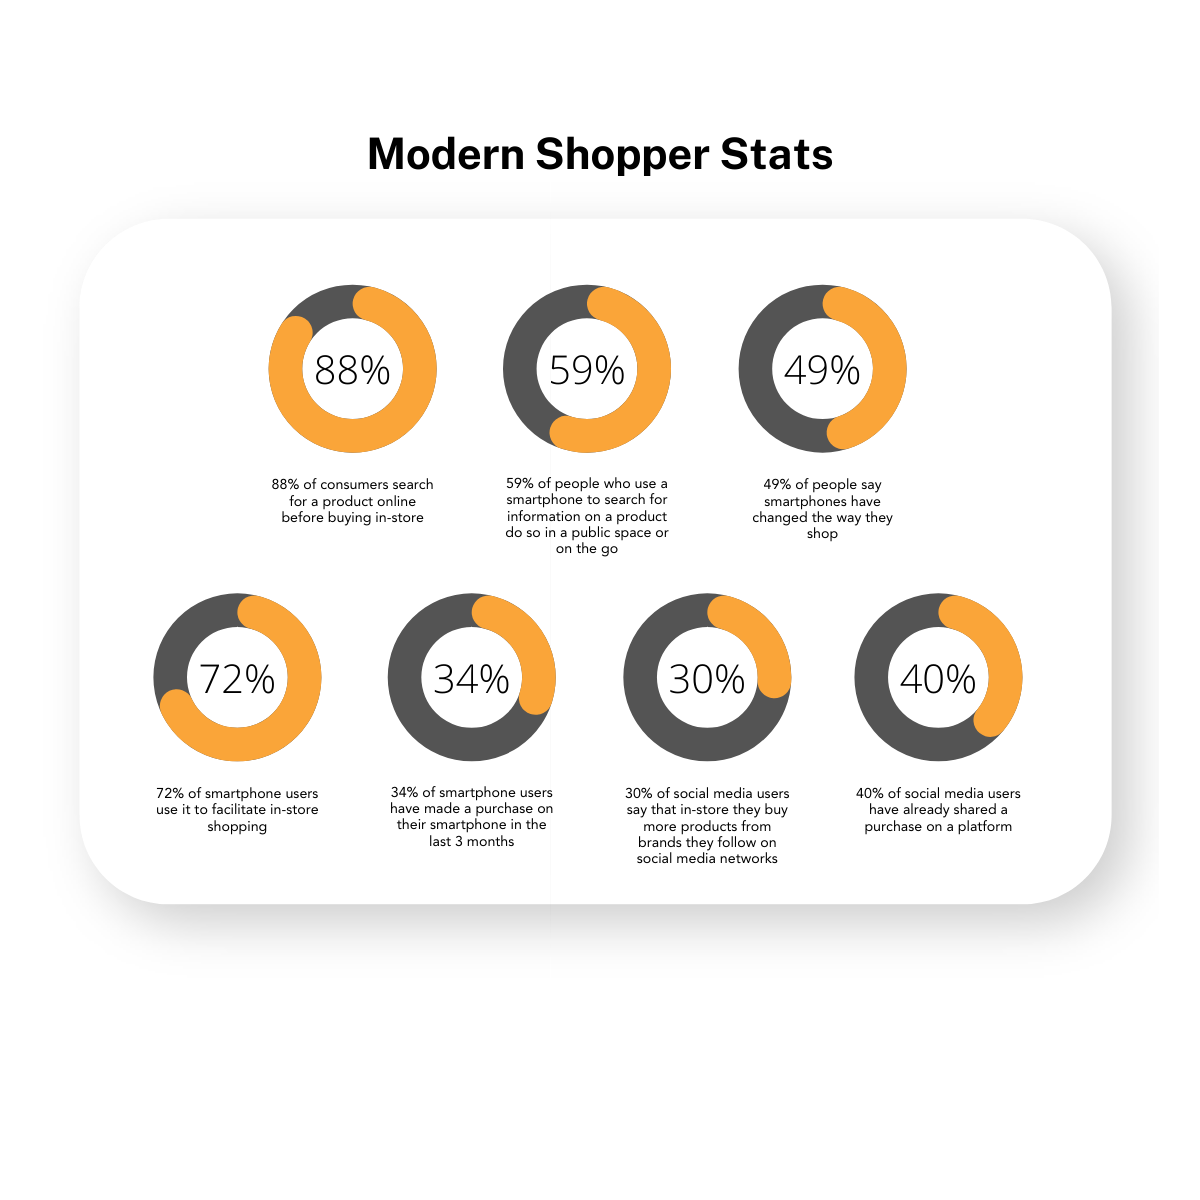 Modern Shopper Stats
88%
59%
49%
88% of consumers search
for a product online
before buying in-store
59% of people who use a
smartphone to search for
information on a product
do so in a public space or
on the go
49% of people say
smartphones have
changed the way they
shop
72%
34%
30%
40%
72% of smartphone users
use it to facilitate in-store
shopping
34% of smartphone users
have made a purchase on
their smartphone in the
last 3 months
30% of social media users
say that in-store they buy
more products from
brands they follow on
social media networks
40% of social media users
have already shared a
purchase on a platform